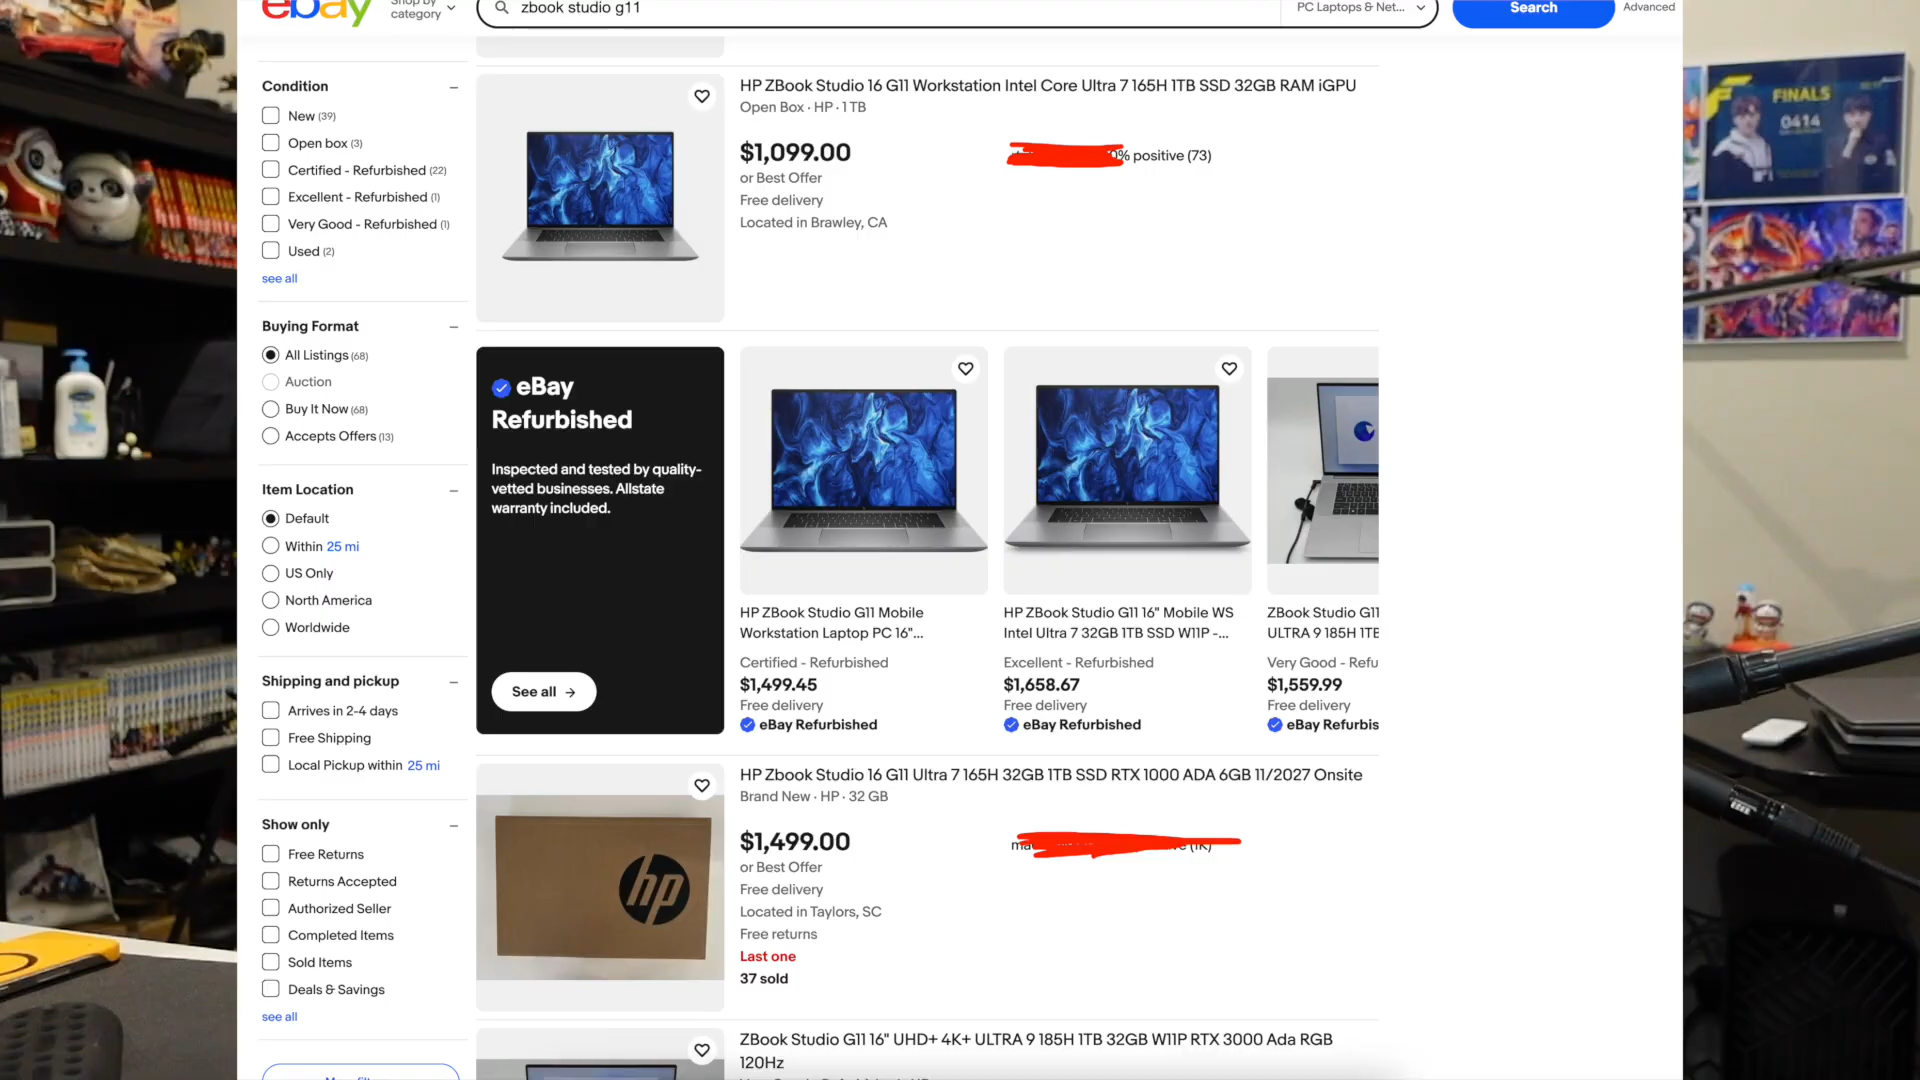 ebay
Shop by
category
zbook studio g11
PC Laptops & Net...
Search
Advanced
Condition
New (39)
Open box (3)
Certified - Refurbished (22)
Excellent - Refurbished (1)
Very Good - Refurbished (1)
Used (2)
see all
Buying Format
All Listings (68)
Auction
Buy It Now (68)
Accepts Offers (13)
Item Location
Default
Within 25 mi
US Only
North America
Worldwide
Shipping and pickup
Arrives in 2-4 days
Free Shipping
Local Pickup within 25 mi
Show only
Free Returns
Returns Accepted
Authorized Seller
Completed Items
Sold Items
Deals & Savings
see all
HP ZBook Studio 16 G11 Workstation Intel Core Ultra 7 165H 1TB SSD 32GB RAM iGPU
Open Box · HP · 1 TB
$1,099.00
0% positive (73)
or Best Offer
Free delivery
Located in Brawley, CA
eBay
Refurbished
Inspected and tested by quality-
vetted businesses. Allstate
warranty included.
See all →
HP ZBook Studio G11 Mobile
Workstation Laptop PC 16"...
Certified - Refurbished
$1,499.45
Free delivery
eBay Refurbished
HP ZBook Studio G11 16" Mobile WS
Intel Ultra 7 32GB 1TB SSD W11P -...
Excellent - Refurbished
$1,658.67
Free delivery
eBay Refurbished
ZBook Studio G11
ULTRA 9 185H 1TB
Very Good - Refu
$1,559.99
Free delivery
eBay Refurbis
HP Zbook Studio 16 G11 Ultra 7 165H 32GB 1TB SSD RTX 1000 ADA 6GB 11/2027 Onsite
Brand New · HP · 32 GB
$1,499.00
(1K)
or Best Offer
Free delivery
Located in Taylors, SC
Free returns
Last one
37 sold
hp
ZBook Studio G11 16" UHD+ 4K+ ULTRA 9 185H 1TB 32GB W11P RTX 3000 Ada RGB
120Hz
FINALS
0414